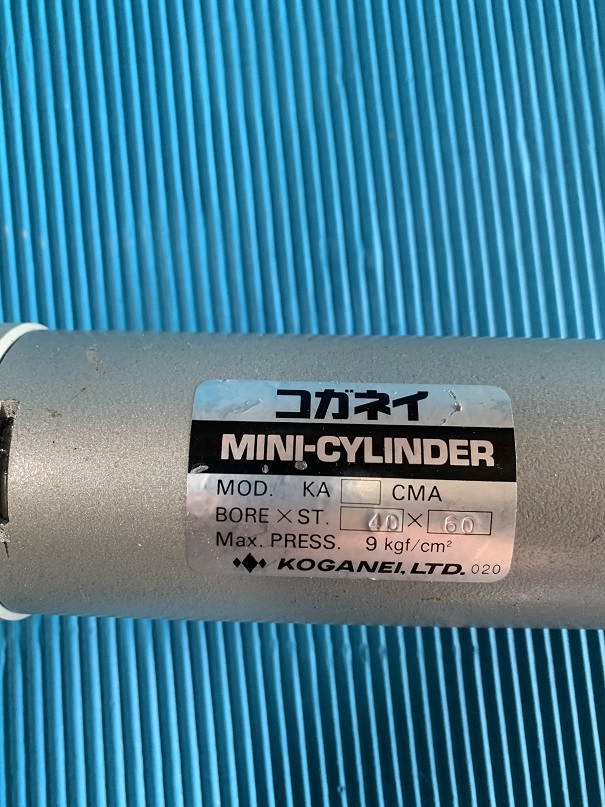 コガネイ
MINI-CYLINDER
MOD. KA CMA
BORE × ST. 40 × 60
Max. PRESS. 9 kgf/cm²
KOGANEI, LTD. 020